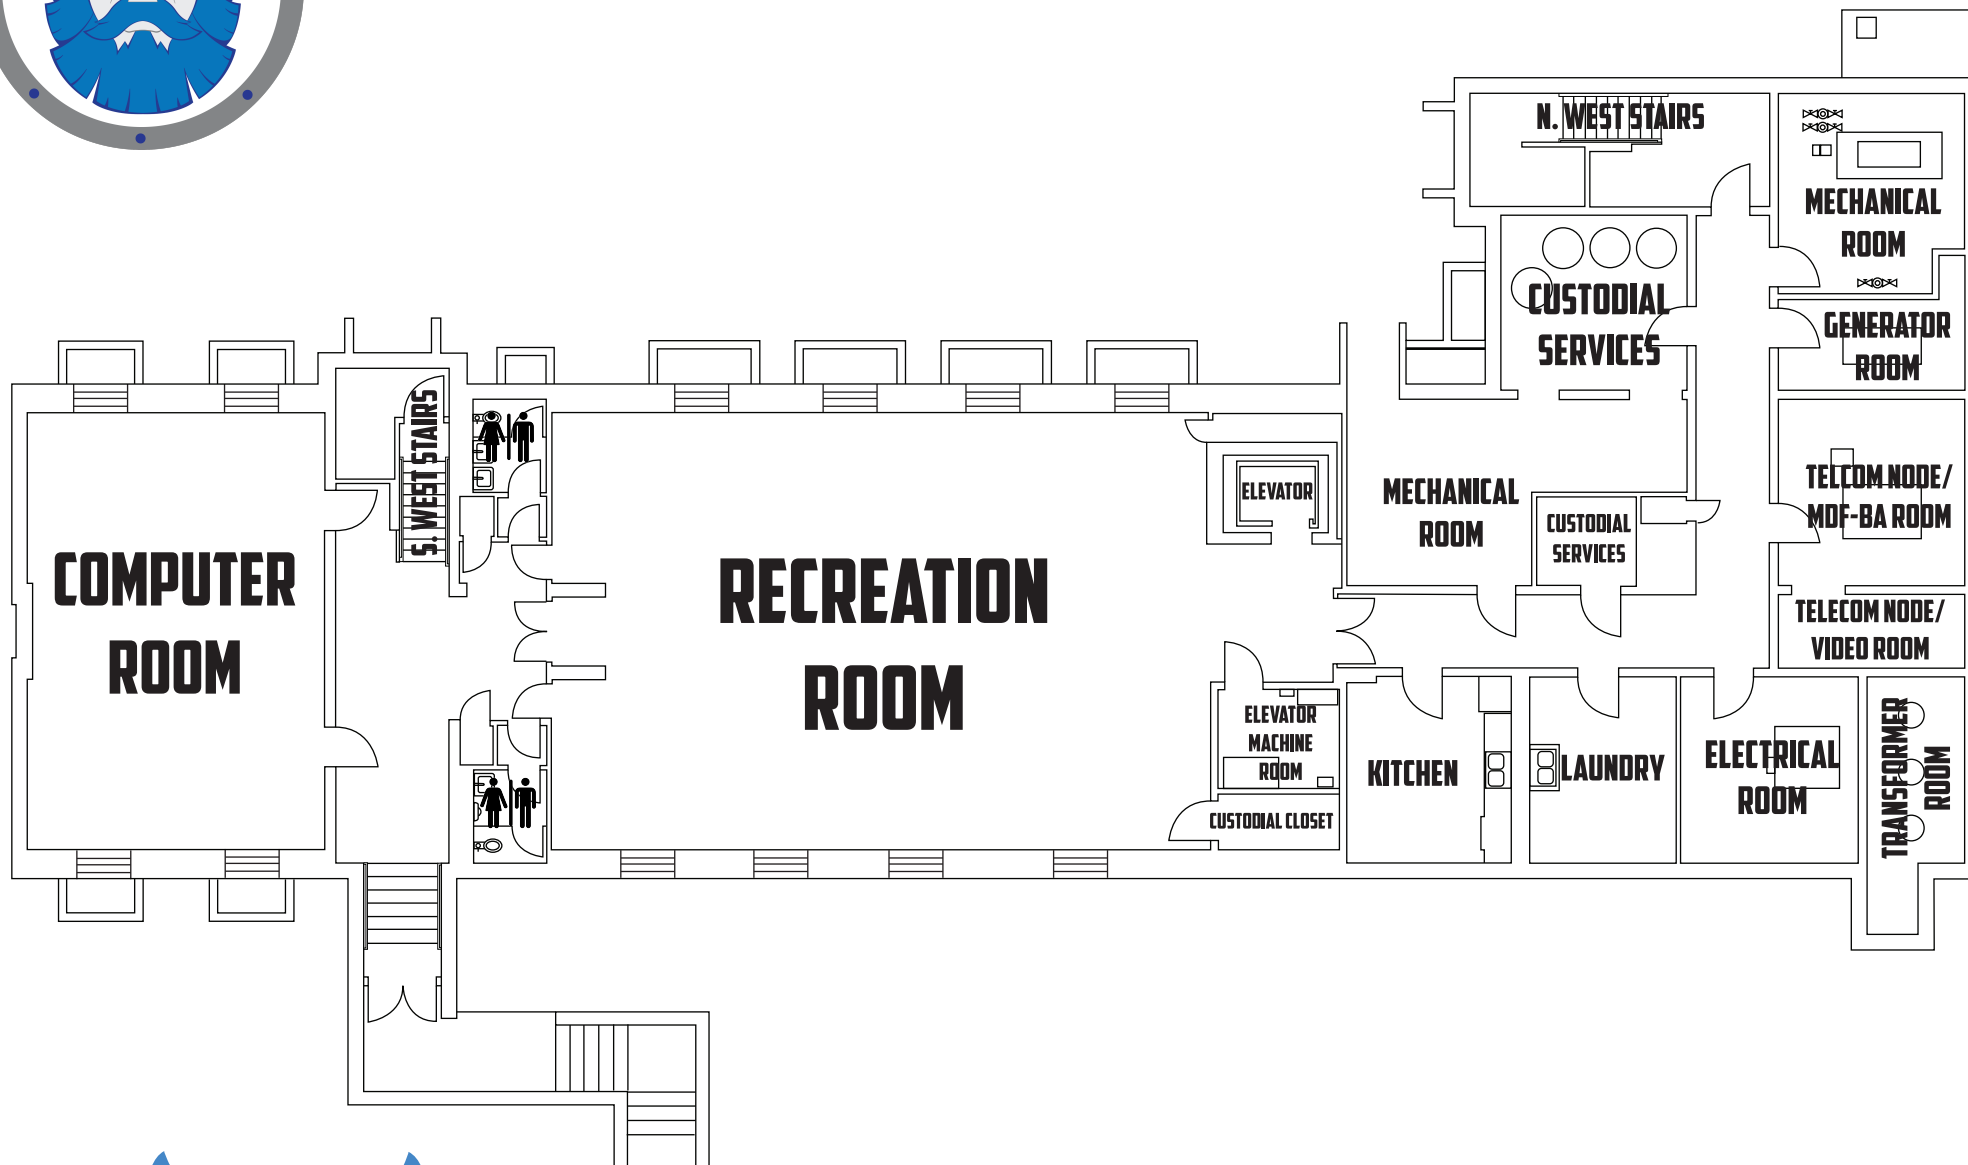 N. WEST STAIRS
MECHANICAL
ROOM
CUSTODIAL
SERVICES
GENERATOR
ROOM
S. WEST STAIRS
ELEVATOR
MECHANICAL
ROOM
CUSTODIAL
SERVICES
TELCOM NODE/
MDF-BA ROOM
COMPUTER
ROOM
RECREATION
ROOM
TELECOM NODE/
VIDEO ROOM
ELEVATOR
MACHINE
ROOM
KITCHEN
LAUNDRY
ELECTRICAL
ROOM
TRANSFORMER
ROOM
CUSTODIAL CLOSET